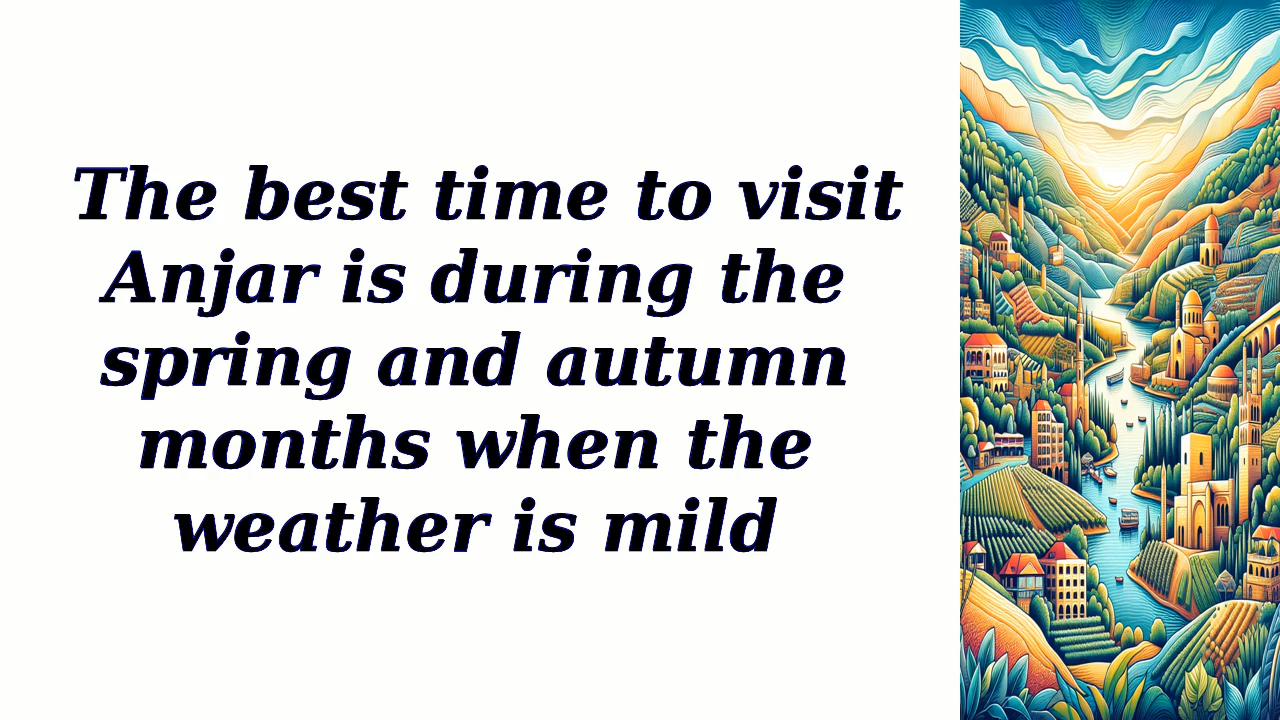 The best time to visit
Anjar is during the
spring and autumn
months when the
weather is mild